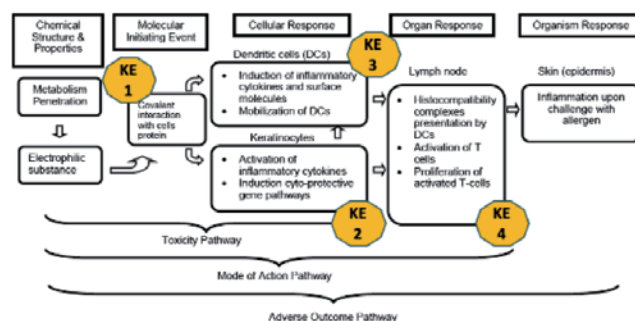 Chemical
Structure &
Properties
Molecular
Initiating Event
Cellular Response
Organ Response
Organism Response
Metabolism
Penetration
Electrophilic
substance
KE
1
Covalent
interaction
with cells
protein
Dendritic cells (DCs)
• Induction of inflammatory
cytokines and surface
molecules
• Mobilization of DCs
KE
3
Keratinocytes
• Activation of
inflammatory cytokines
• Induction cyto-protective
gene pathways
KE
2
Lymph node
• Histocompatibility
complexes
presentation by
DCs
• Activation of T
cells
• Proliferation of
activated T-cells
KE
4
Skin (epidermis)
Inflammation upon
challenge with
allergen
Toxicity Pathway
Mode of Action Pathway
Adverse Outcome Pathway